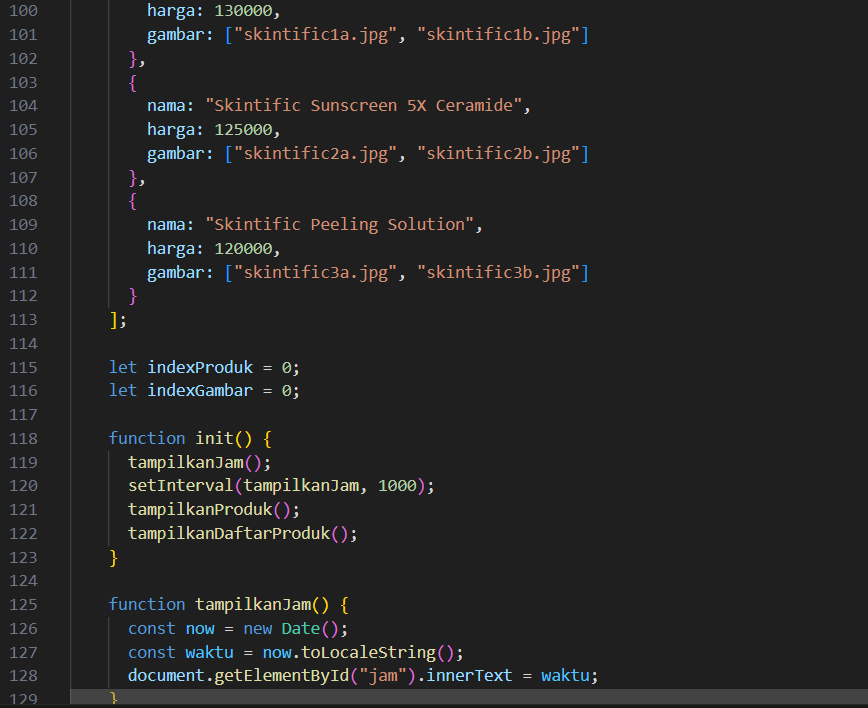 100 harga: 130000,
101 gambar: ["skintific1a.jpg", "skintific1b.jpg"]
102 },
103 {
104 nama: "Skintific Sunscreen 5X Ceramide",
105 harga: 125000,
106 gambar: ["skintific2a.jpg", "skintific2b.jpg"]
107 },
108 {
109 nama: "Skintific Peeling Solution",
110 harga: 120000,
111 gambar: ["skintific3a.jpg", "skintific3b.jpg"]
112 }
113 ];
114
115 let indexProduk = 0;
116 let indexGambar = 0;
117
118 function init() {
119 tampilkanJam();
120 setInterval(tampilkanJam, 1000);
121 tampilkanProduk();
122 tampilkanDaftarProduk();
123 }
124
125 function tampilkanJam() {
126 const now = new Date();
127 const waktu = now.toLocaleString();
128 document.getElementById("jam").innerText = waktu;
129 }